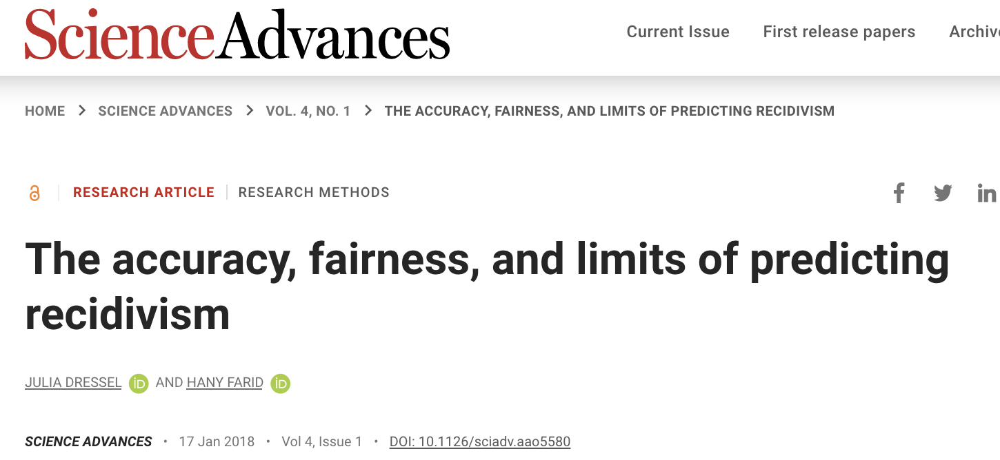 ScienceAdvances
Current Issue First release papers Archiv
HOME > SCIENCE ADVANCES > VOL. 4, NO. 1 > THE ACCURACY, FAIRNESS, AND LIMITS OF PREDICTING RECIDIVISM
RESEARCH ARTICLE | RESEARCH METHODS
The accuracy, fairness, and limits of predicting
recidivism
JULIA DRESSEL iD AND HANY FARID iD
SCIENCE ADVANCES • 17 Jan 2018 • Vol 4, Issue 1 • DOI: 10.1126/sciadv.aao5580